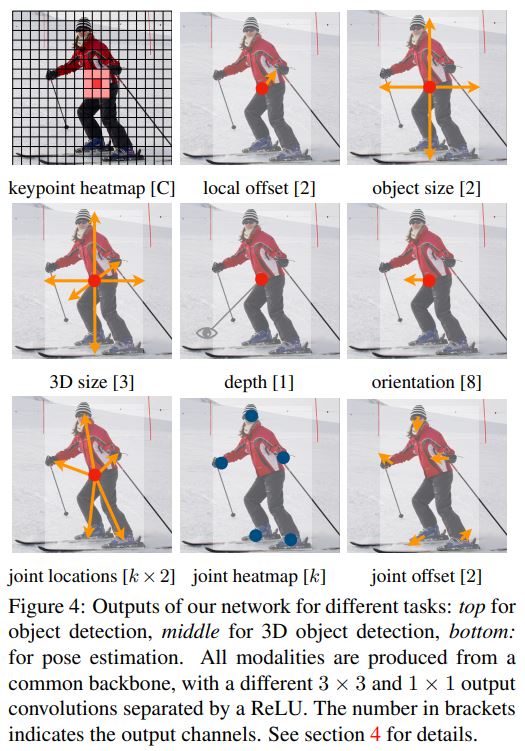 keypoint heatmap [C]
local offset [2]
object size [2]
3D size [3]
depth [1]
orientation [8]
joint locations [k × 2]
joint heatmap [k]
joint offset [2]
Figure 4: Outputs of our network for different tasks: top for
object detection, middle for 3D object detection, bottom:
for pose estimation. All modalities are produced from a
common backbone, with a different 3 × 3 and 1 × 1 output
convolutions separated by a ReLU. The number in brackets
indicates the output channels. See section 4 for details.